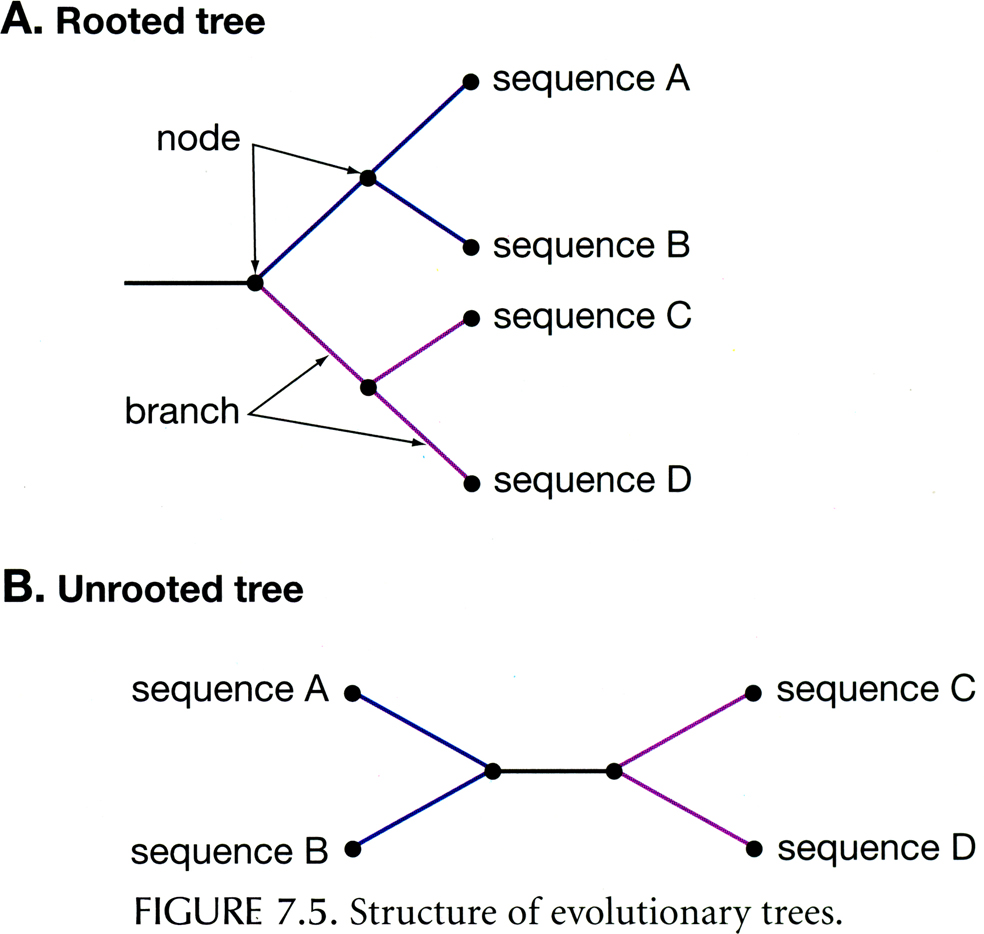 A. Rooted tree
sequence A
node
sequence B
sequence C
branch
sequence D
B. Unrooted tree
sequence A
sequence C
sequence B
sequence D
FIGURE 7.5. Structure of evolutionary trees.